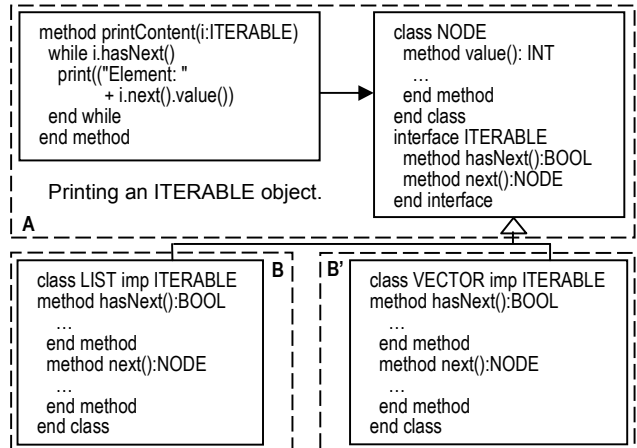 method printContent(i:ITERABLE)
while i.hasNext()
print(("Element: "
+ i.next().value())
end while
end method
Printing an ITERABLE object.
A
class NODE
method value(): INT
…
end method
end class
interface ITERABLE
method hasNext():BOOL
method next():NODE
end interface
B
class LIST imp ITERABLE
method hasNext():BOOL
…
end method
method next():NODE
…
end method
end class
B'
class VECTOR imp ITERABLE
method hasNext():BOOL
…
end method
method next():NODE
…
end method
end class